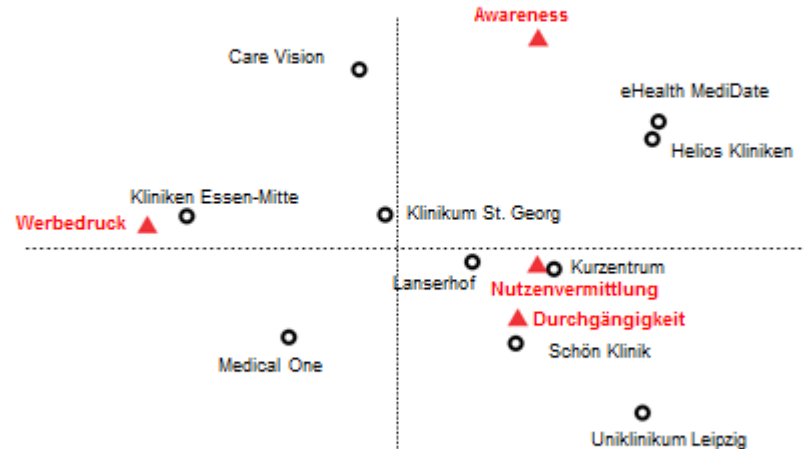 Awareness
Care Vision
eHealth MediDate
Helios Kliniken
Kliniken Essen-Mitte
Klinikum St. Georg
Werbedruck
Kurzentrum
Lanserhof
Nutzenvermittlung
Durchgängigkeit
Schön Klinik
Medical One
Uniklinikum Leipzig